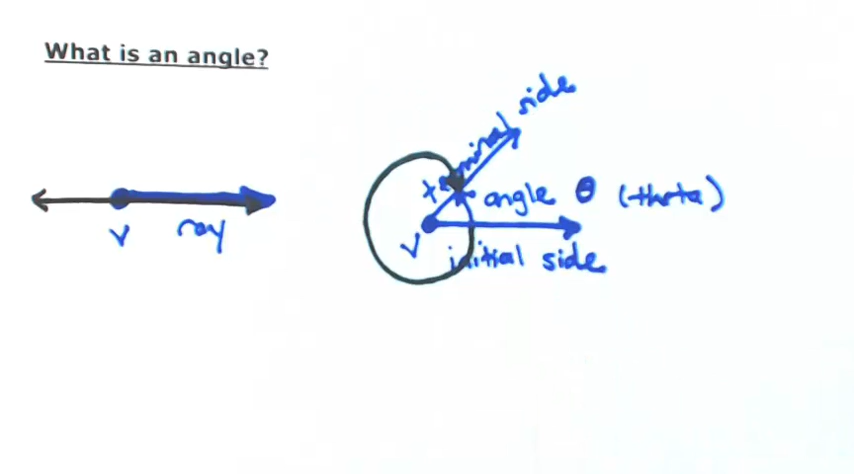 What is an angle?
V
ray
terminal side
angle θ (theta)
V
initial side